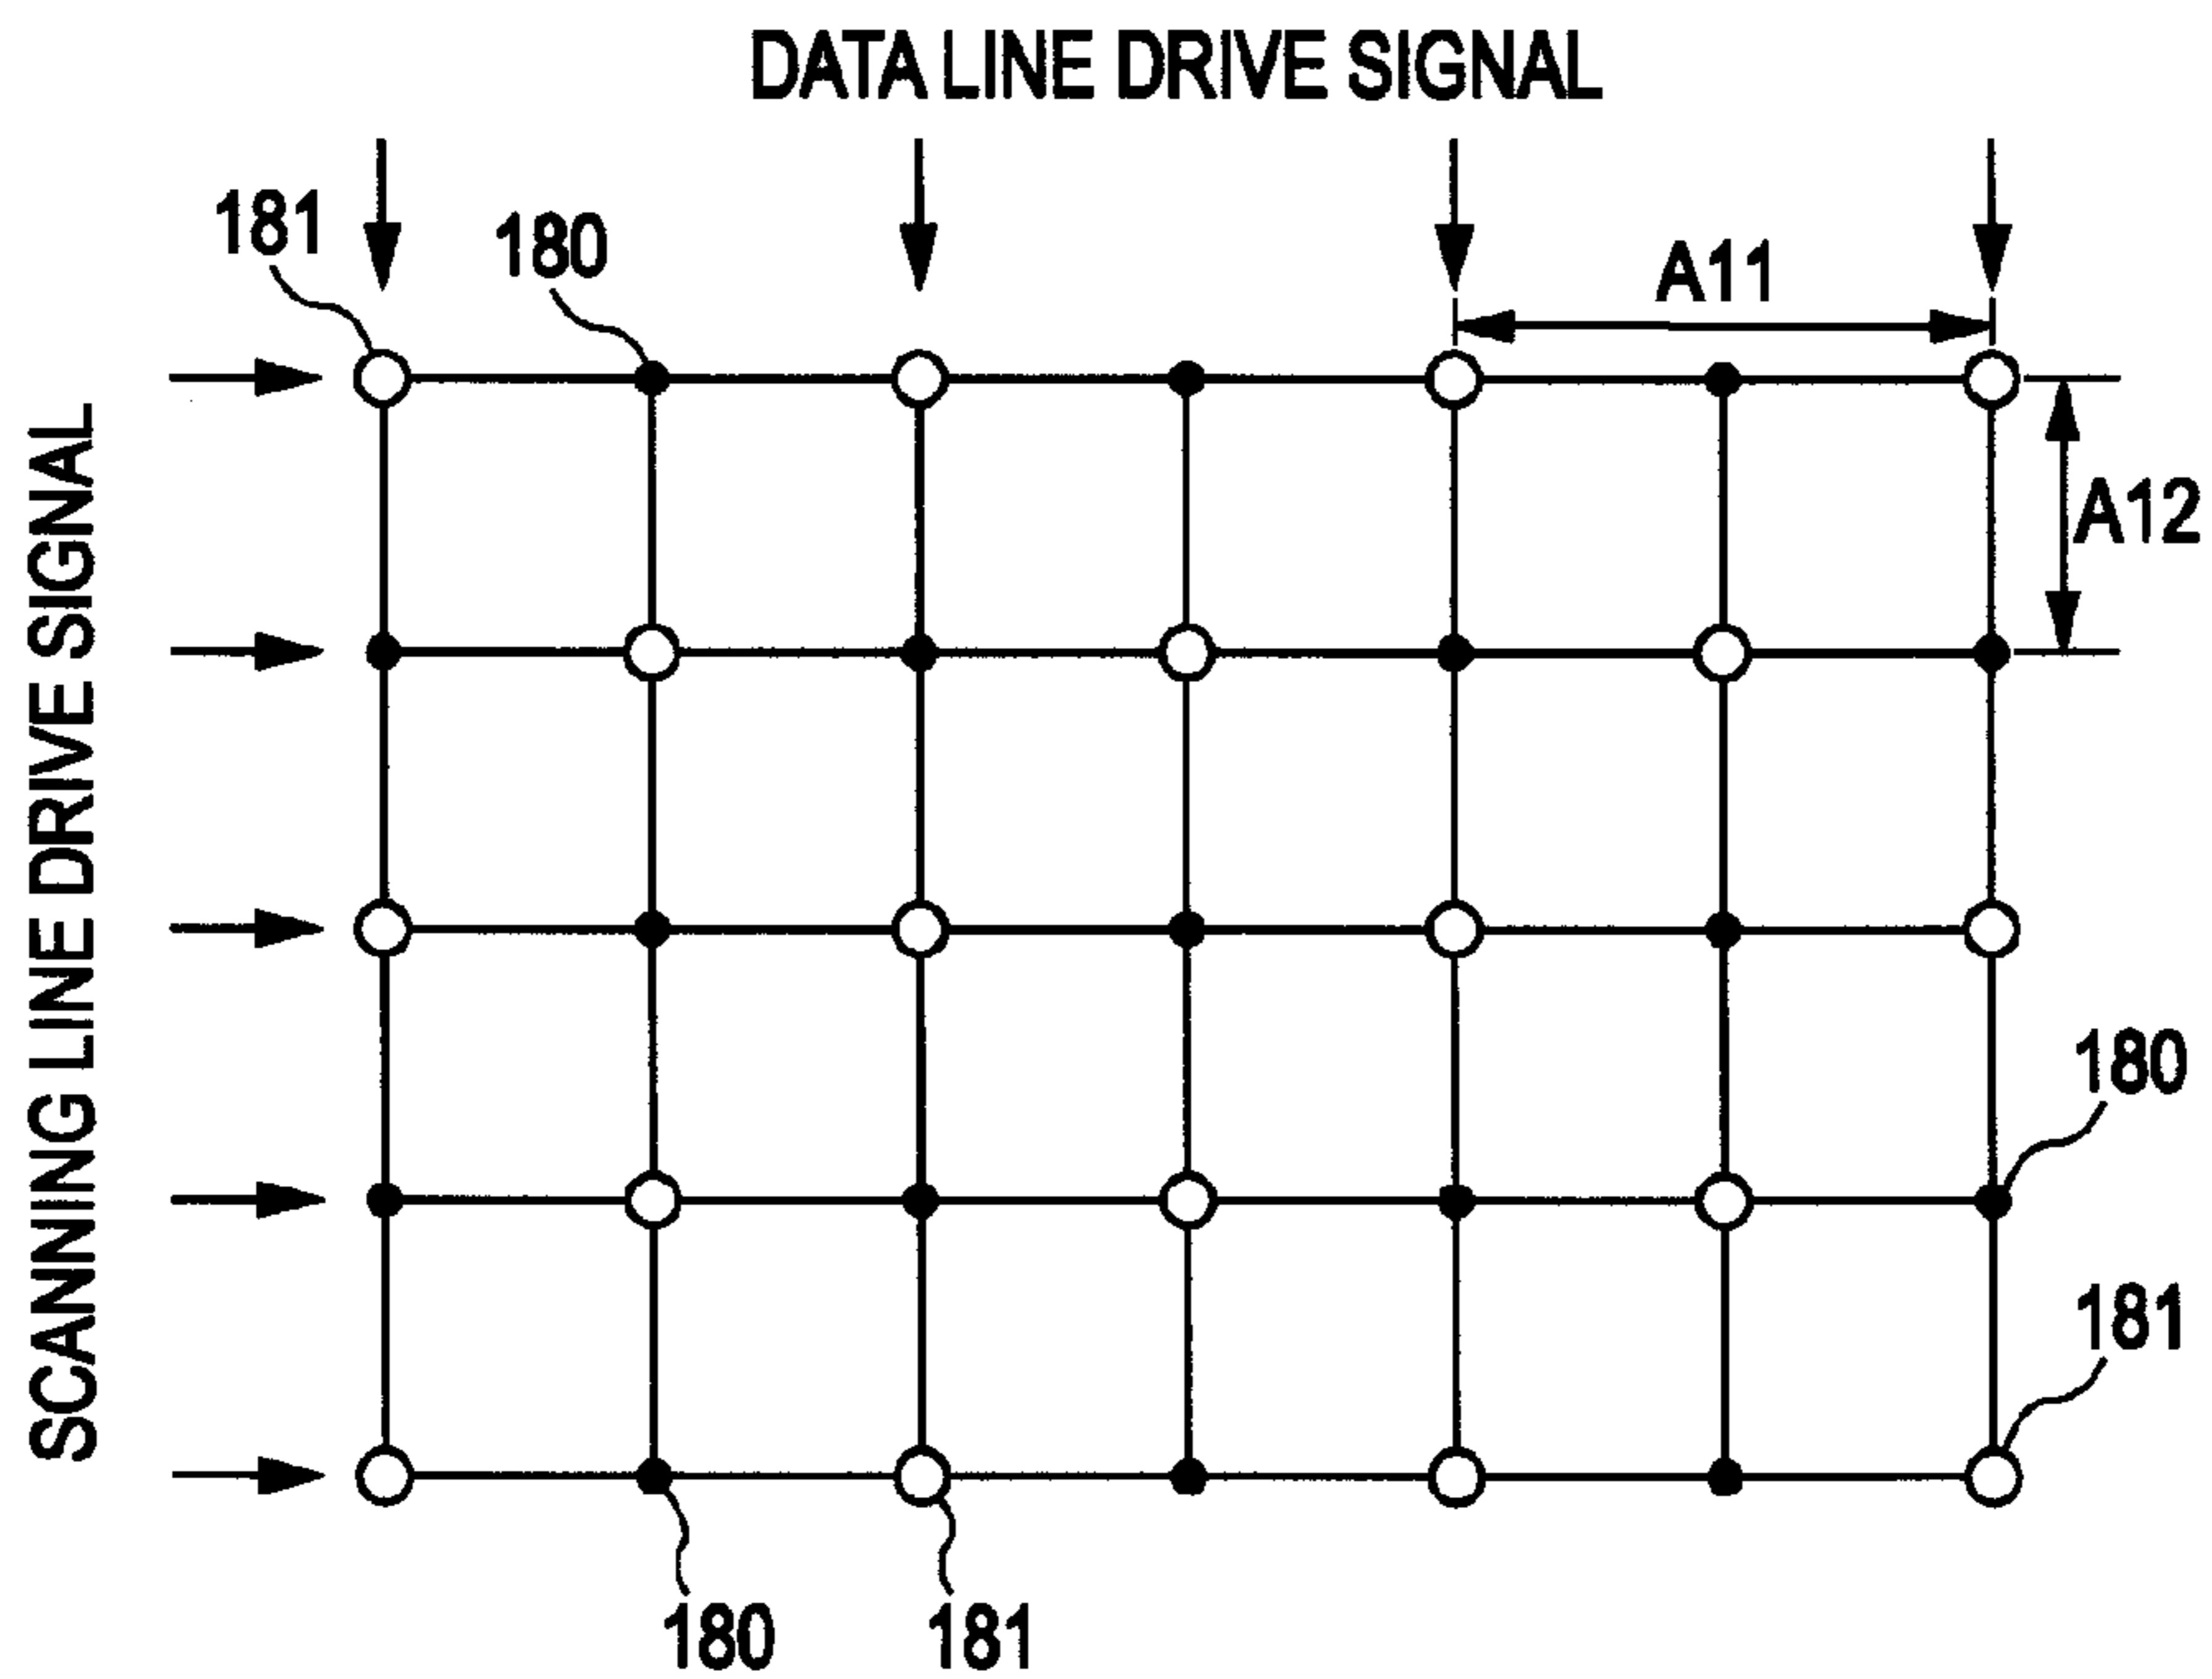 DATA LINE DRIVE SIGNAL
181
180
A11
A12
SCANNING LINE DRIVE SIGNAL
180
181
180
181